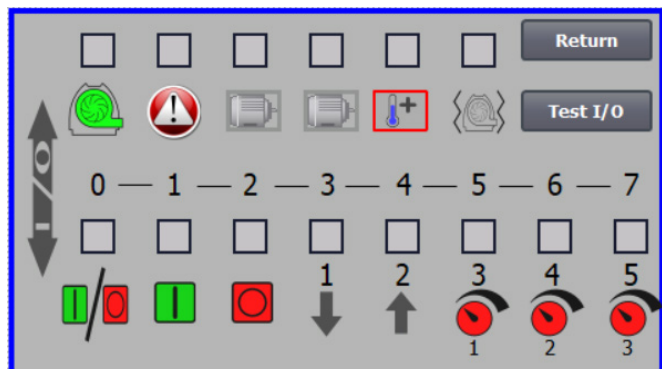 Return
Test I/O
I/O
0 — 1 — 2 — 3 — 4 — 5 — 6 — 7
1 2 3 4 5
1 2 3